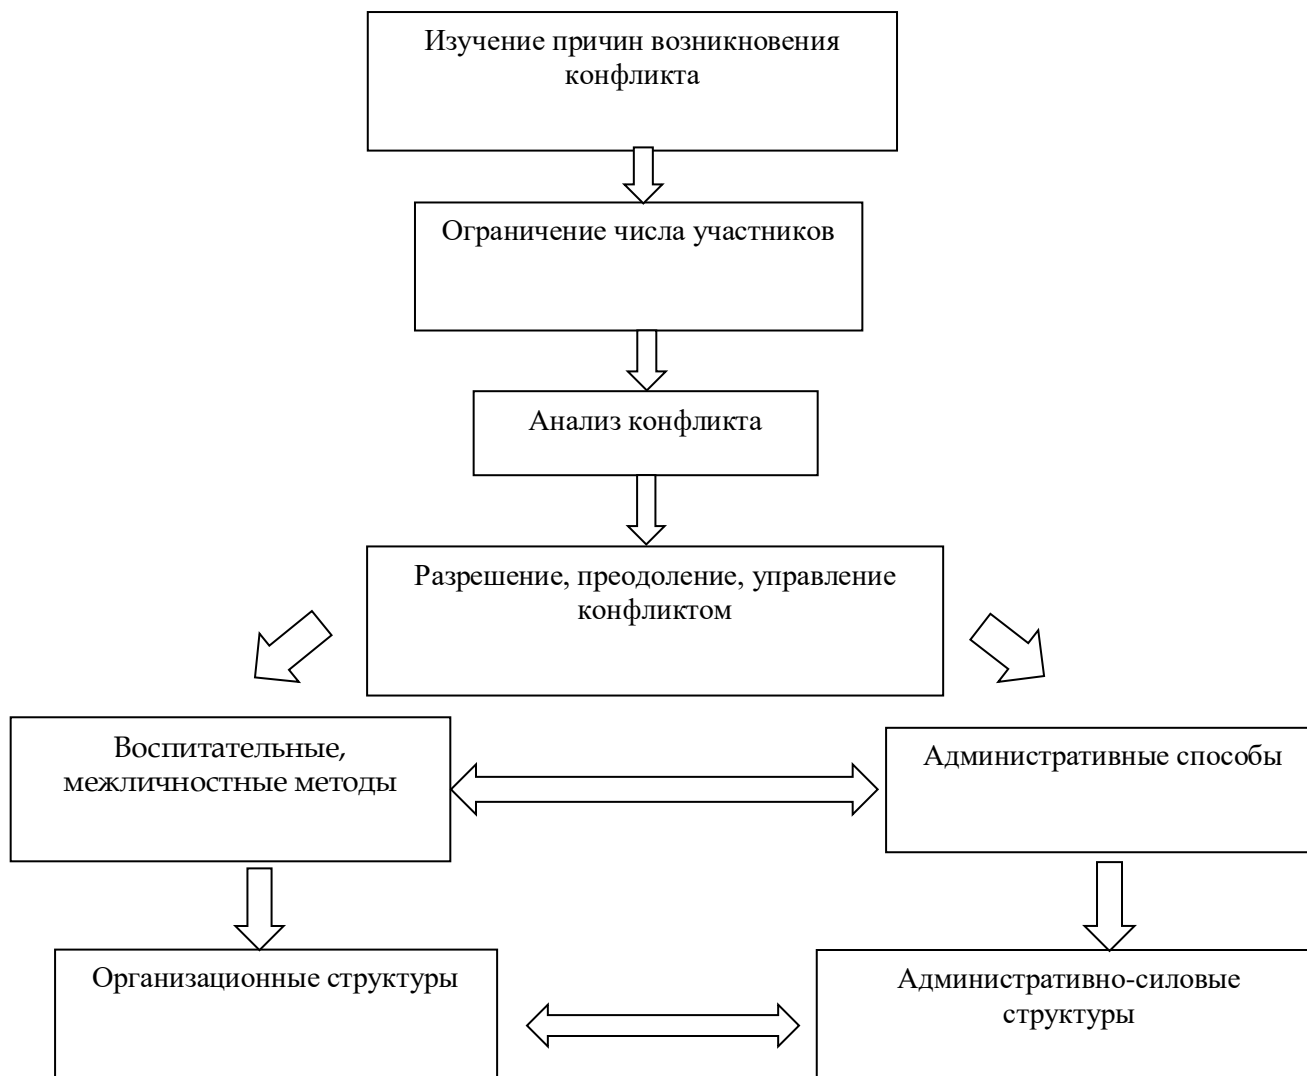 Изучение причин возникновения
конфликта
Ограничение числа участников
Анализ конфликта
Разрешение, преодоление, управление
конфликтом
Воспитательные,
межличностные методы
Административные способы
Организационные структуры
Административно-силовые
структуры